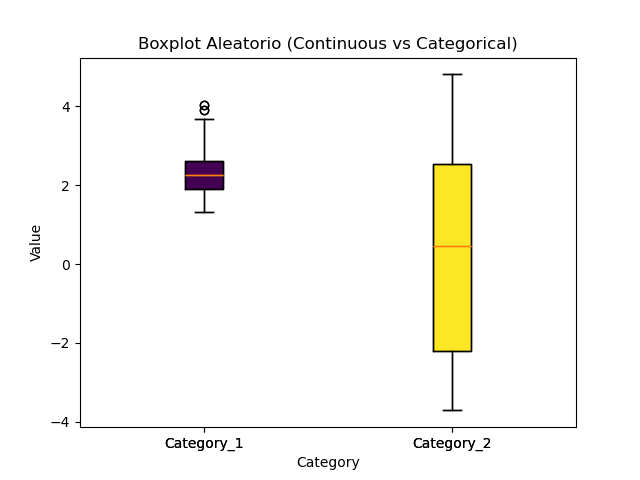 Boxplot Aleatorio (Continuous vs Categorical)
4
2
0
−2
−4
Value
Category_1
Category_2
Category